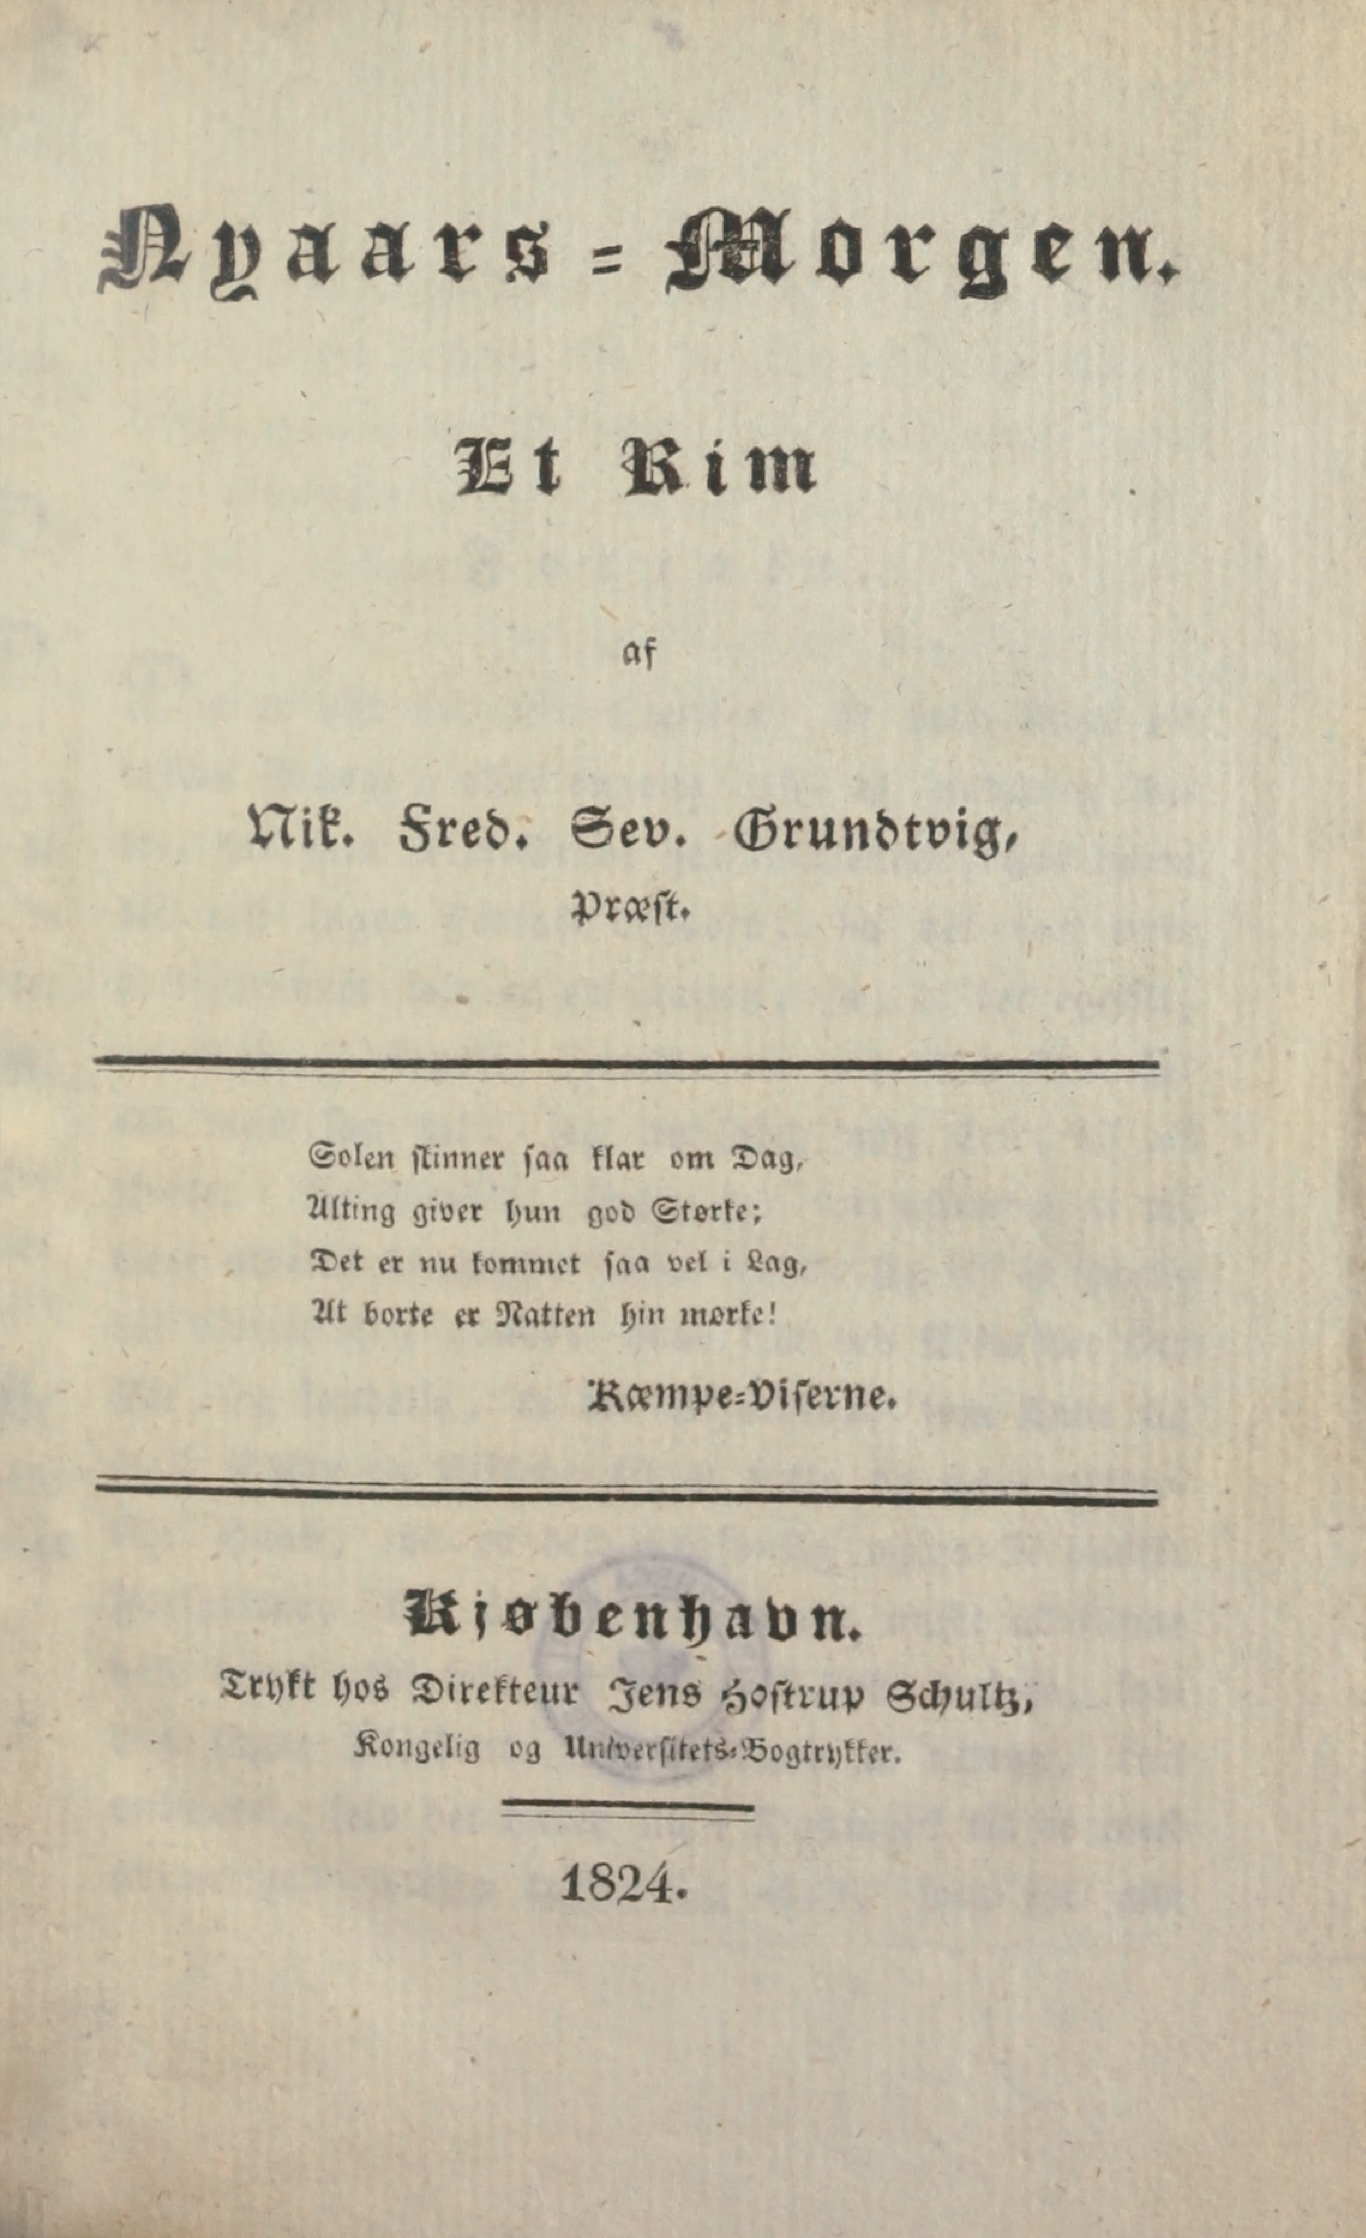 Nyaars-Morgen.
Et Rim
af
Nik. Fred. Sev. Grundtvig,
Præst.
Solen skinner saa klar om Dag,
Alting giver hun god Størke;
Det er nu kommet saa vel i Lag,
At borte er Natten hin mørke!
Kæmpe-Viserne.
Kjøbenhavn.
Trykt hos Direkteur Jens Hostrup Schultz,
Kongelig og Universitets-Bogtrykker.
1824.